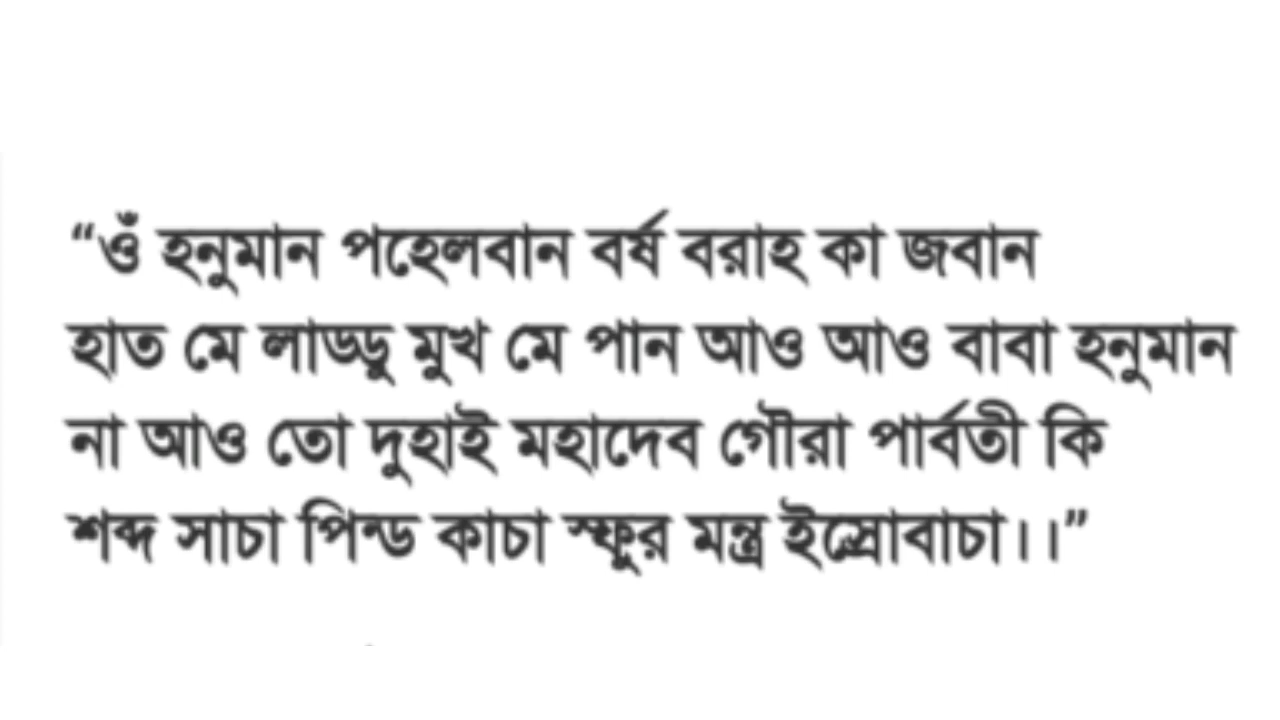 “ওঁ হনুমান পহেলবান বর্ষ বরাহ কা জবান
হাত মে লাড্ডু মুখ মে পান আও আও বাবা হনুমান
না আও তো দুহাই মহাদেব গৌরা পার্বতী কি
শব্দ সাচা পিন্ড কাচা স্ফুর মন্ত্র ইস্রোবাচা।।”